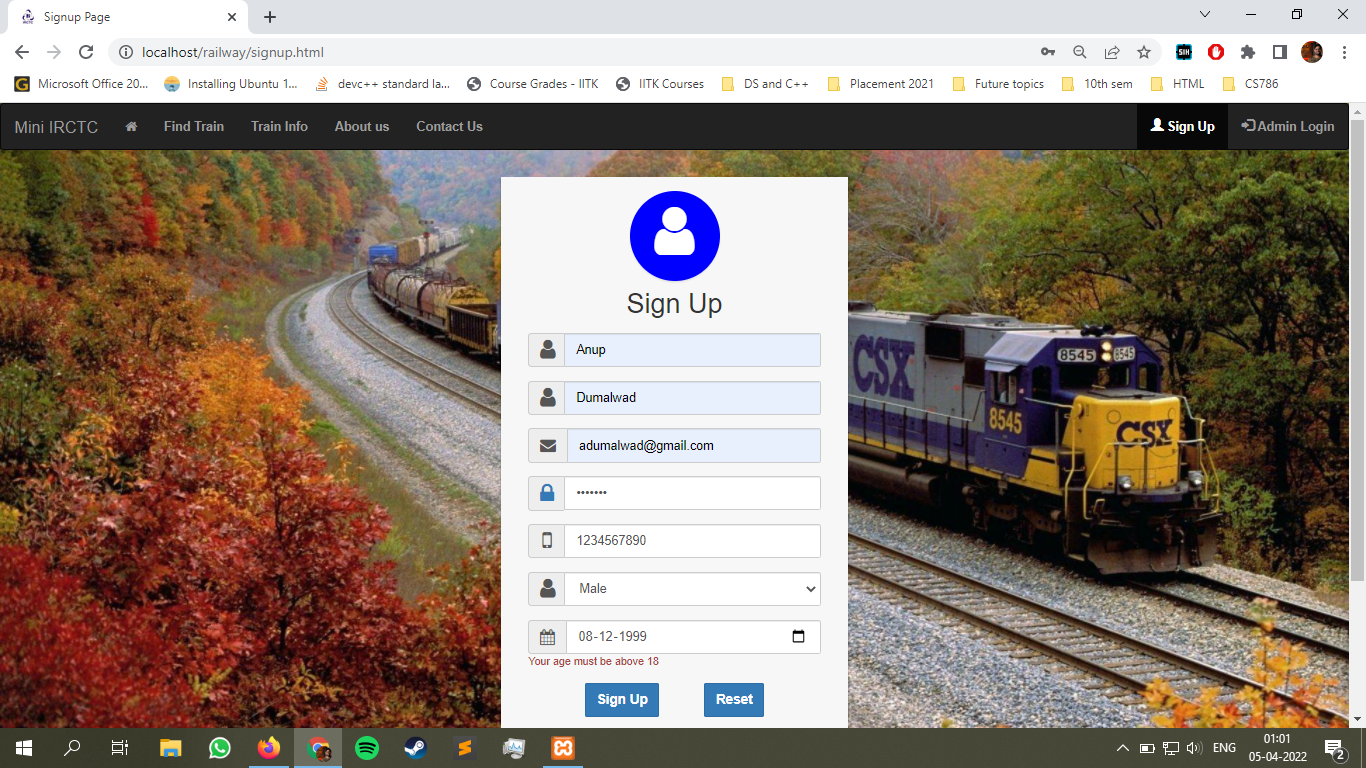 Signup Page
localhost/railway/signup.html
Microsoft Office 20... Installing Ubuntu 1... devc++ standard la... Course Grades - IITK IITK Courses DS and C++ Placement 2021 Future topics 10th sem HTML CS786
Mini IRCTC Find Train Train Info About us Contact Us Sign Up Admin Login
Sign Up
Anup
Dumalwad
adumalwad@gmail.com
•••••••
1234567890
Male
08-12-1999
Your age must be above 18
Sign Up Reset
CSX
8545
8545 8545
CSX
ENG
01:01
05-04-2022
2